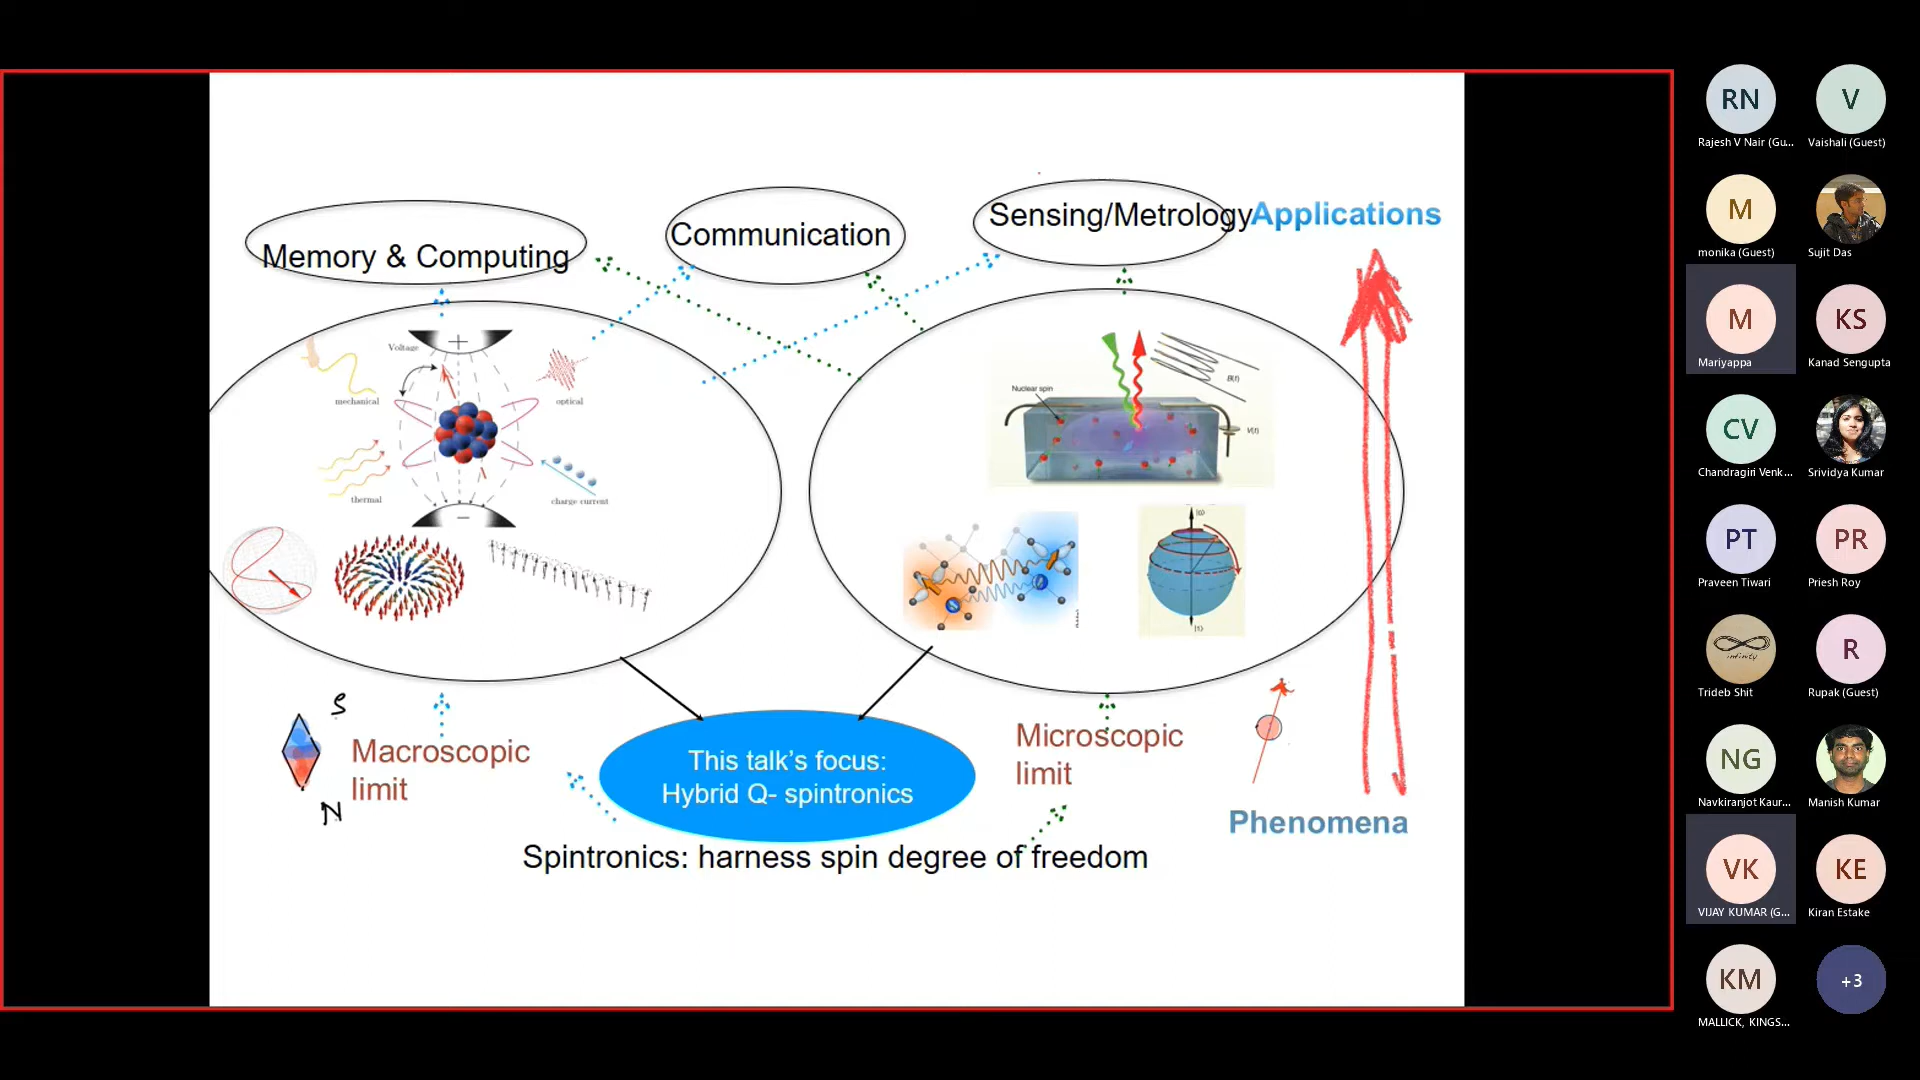 Sensing/Metrology
Applications
Communication
Memory & Computing
Voltage
+
mechanical
optical
thermal
charge current
−
Nuclear spin
B(t)
V(t)
|0⟩
|1⟩
S
N
Macroscopic
limit
This talk’s focus:
Hybrid Q- spintronics
Microscopic
limit
Phenomena
Spintronics: harness spin degree of freedom
RN
Rajesh V Nair (Gu...
V
Vaishali (Guest)
M
monika (Guest)
Sujit Das
M
Mariyappa
KS
Kanad Sengupta
CV
Chandragiri Venk...
Srividya Kumar
PT
Praveen Tiwari
PR
Priesh Roy
infinity
Trideb Shit
R
Rupak (Guest)
NG
Navkiranjot Kaur...
Manish Kumar
VK
VIJAY KUMAR (G...
KE
Kiran Estake
KM
MALLICK, KINGS...
+3